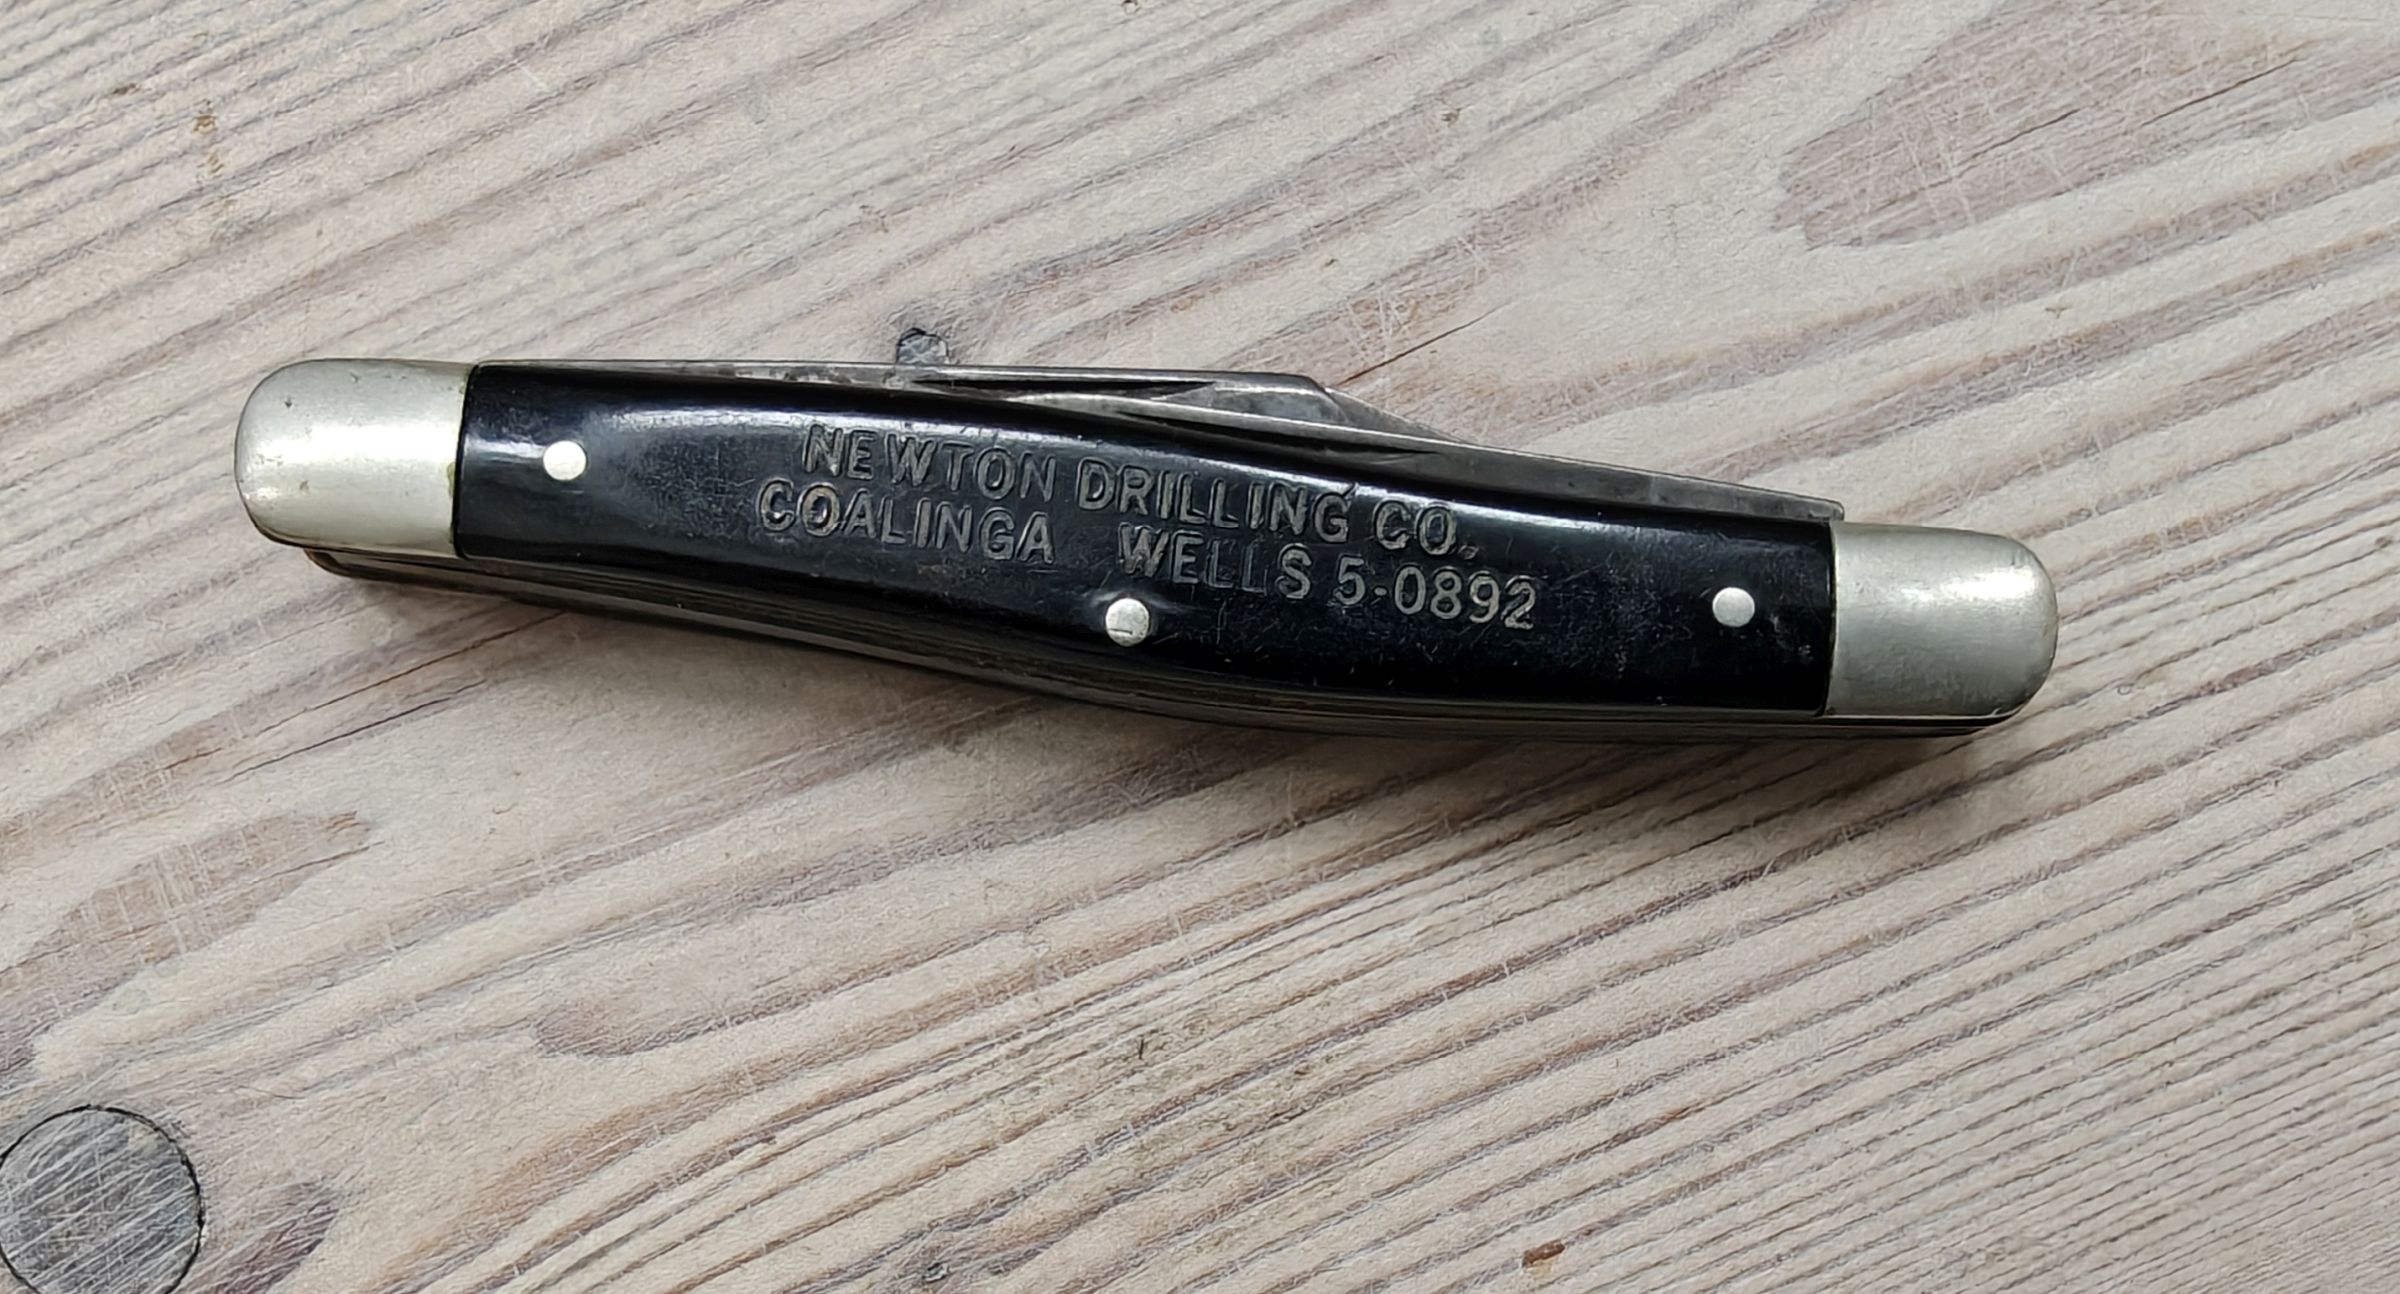 NEWTON DRILLING CO.
COALINGA WELLS 5-0892